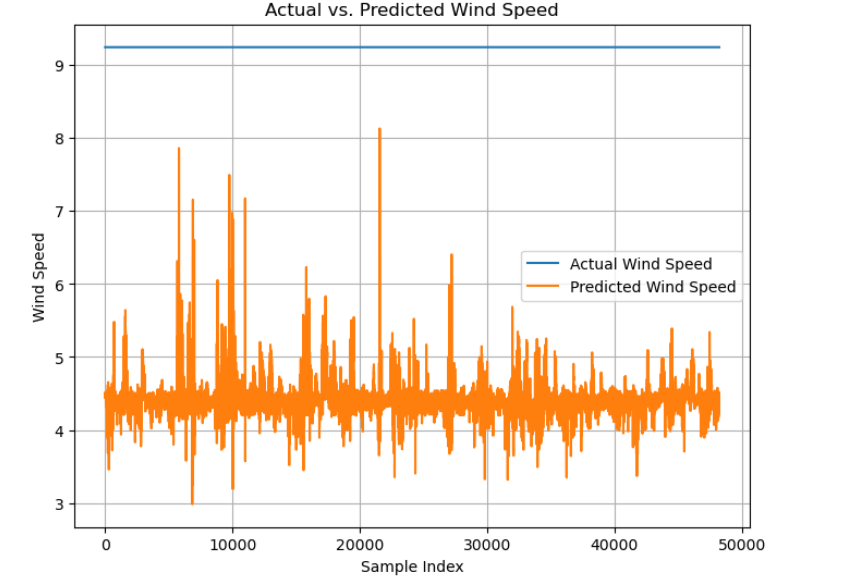 Actual vs. Predicted Wind Speed
9
8
7
6
5
4
3
Wind Speed
Actual Wind Speed
Predicted Wind Speed
0 10000 20000 30000 40000 50000
Sample Index